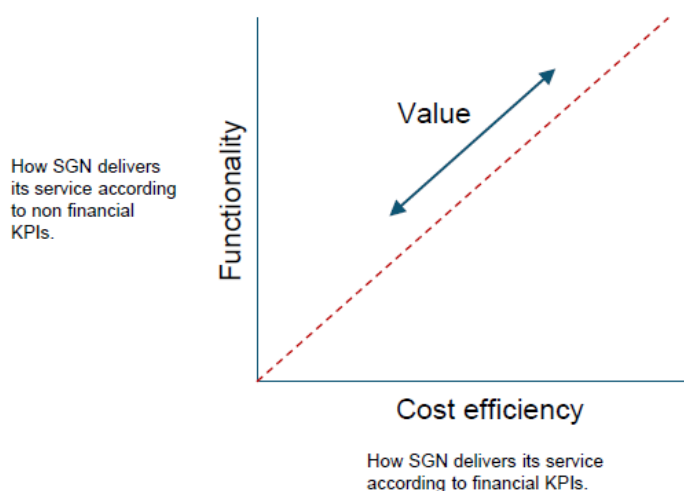 Value
How SGN delivers
its service according
to non financial
KPIs.
Functionality
Cost efficiency
How SGN delivers its service
according to financial KPIs.